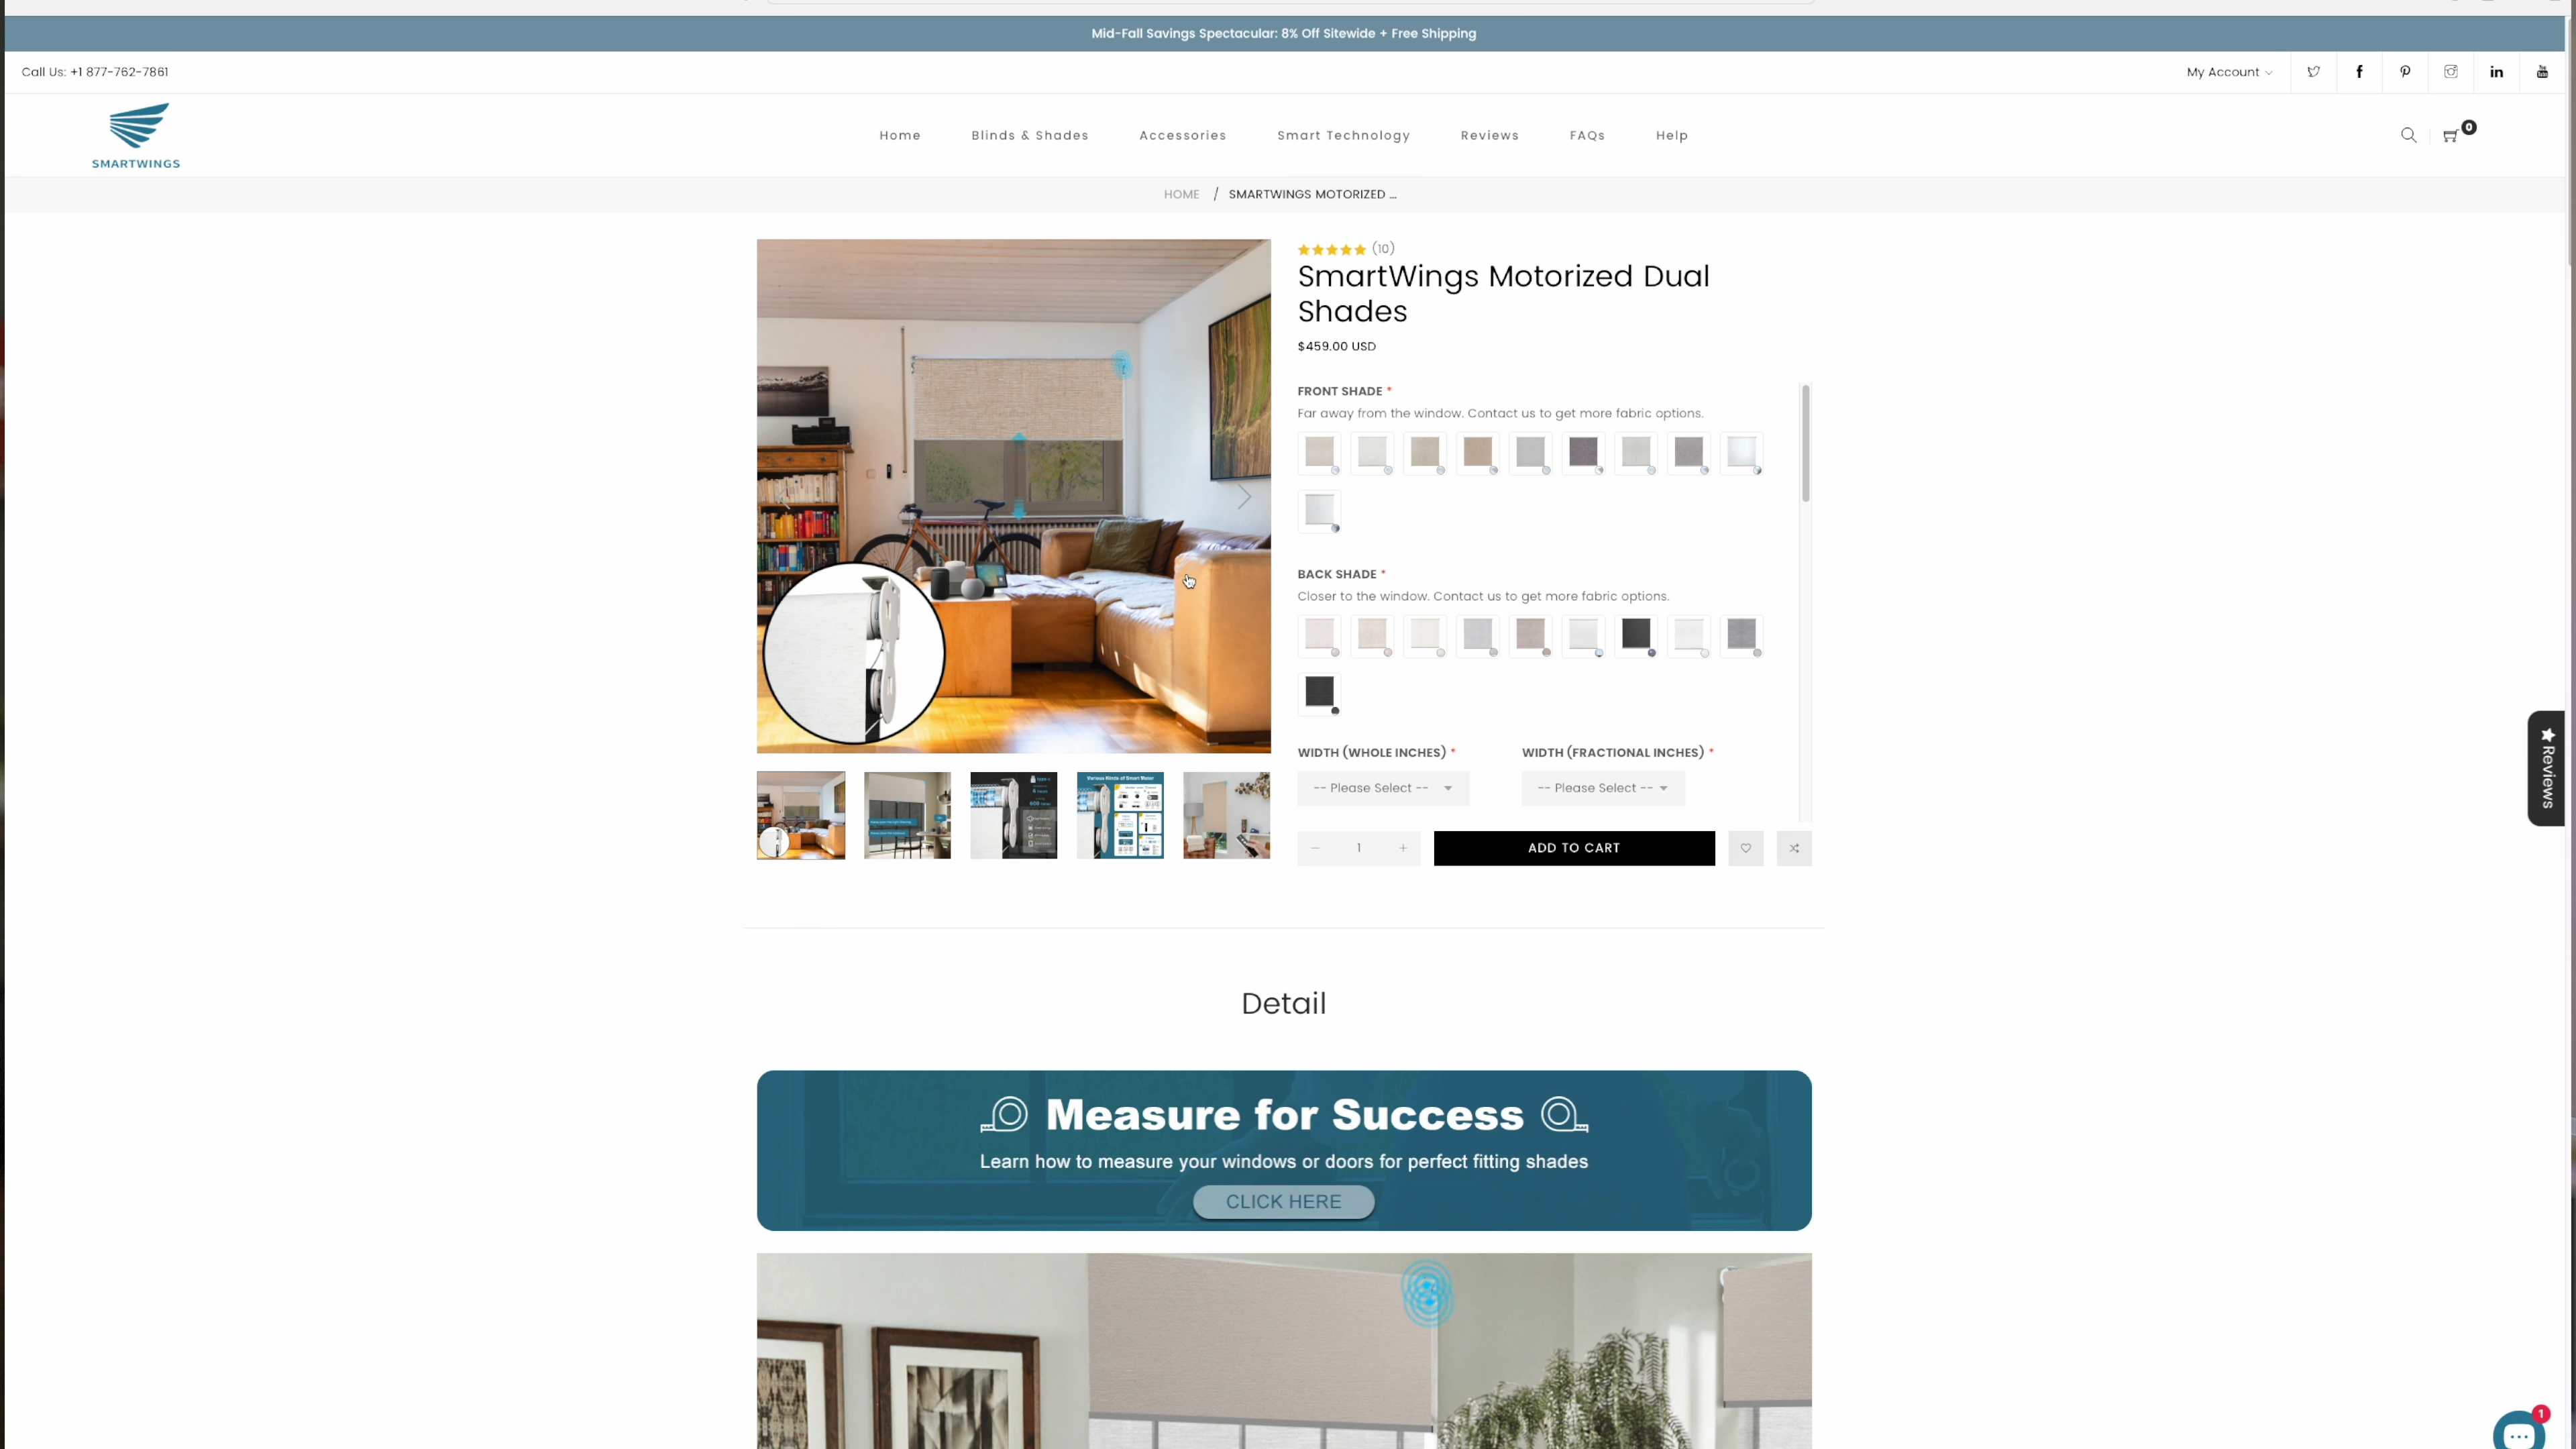 Mid-Fall Savings Spectacular: 8% Off Sitewide + Free Shipping
Call Us: +1 877-762-7861
My Account
SMARTWINGS
Home
Blinds & Shades
Accessories
Smart Technology
Reviews
FAQs
Help
0
HOME / SMARTWINGS MOTORIZED ...
(10)
SmartWings Motorized Dual
Shades
$459.00 USD
FRONT SHADE *
Far away from the window. Contact us to get more fabric options.
BACK SHADE *
Closer to the window. Contact us to get more fabric options.
WIDTH (WHOLE INCHES) *
WIDTH (FRACTIONAL INCHES) *
-- Please Select --
-- Please Select --
Various Kinds of Smart Motor
1
ADD TO CART
Reviews
Detail
Measure for Success
Learn how to measure your windows or doors for perfect fitting shades
CLICK HERE
1